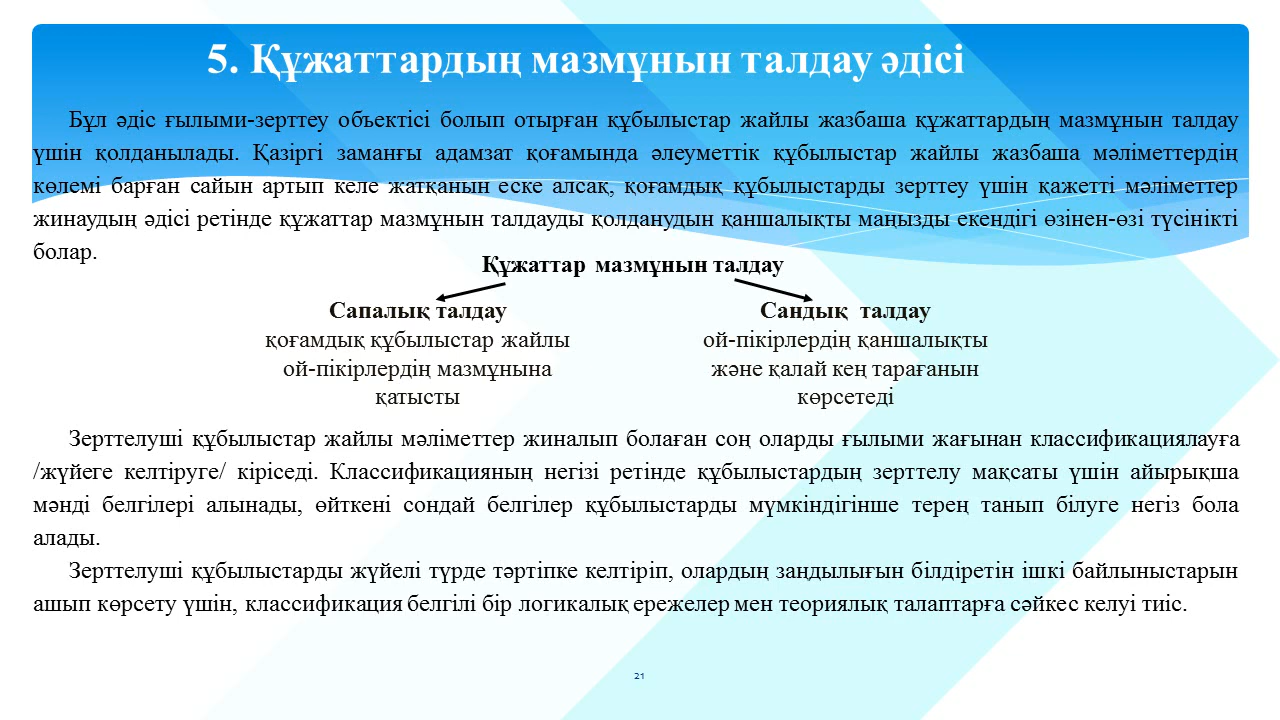 5. Құжаттардың мазмұнын талдау әдісі
Бұл әдіс ғылыми-зерттеу объектісі болып отырған құбылыстар жайлы жазбаша құжаттардың мазмұнын талдау
үшін қолданылады. Қазіргі заманғы адамзат қоғамында әлеуметтік құбылыстар жайлы жазбаша мәліметтердің
көлемі барған сайын артып келе жатқанын еске алсақ, қоғамдық құбылыстарды зерттеу үшін қажетті мәліметтер
жинаудың әдісі ретінде құжаттар мазмұнын талдауды қолданудын қаншалықты маңызды екендігі өзінен-өзі түсінікті
болар.
Құжаттар мазмұнын талдау
Сапалық талдау
қоғамдық құбылыстар жайлы
ой-пікірлердің мазмұнына
қатысты
Сандық талдау
ой-пікірлердің қаншалықты
және қалай кең тарағанын
көрсетеді
Зерттелуші құбылыстар жайлы мәліметтер жиналып болаған соң оларды ғылыми жағынан классификациялауға
/жүйеге келтіруге/ кіріседі. Классификацияның негізі ретінде құбылыстардың зерттелу мақсаты үшін айырықша
мәнді белгілері алынады, өйткені сондай белгілер құбылыстарды мүмкіндігінше терең танып білуге негіз бола
алады.
Зерттелуші құбылыстарды жүйелі түрде тәртіпке келтіріп, олардың заңдылығын білдіретін ішкі байлыныстарын
ашып көрсету үшін, классификация белгілі бір логикалық ережелер мен теориялық талаптарға сәйкес келуі тиіс.
21